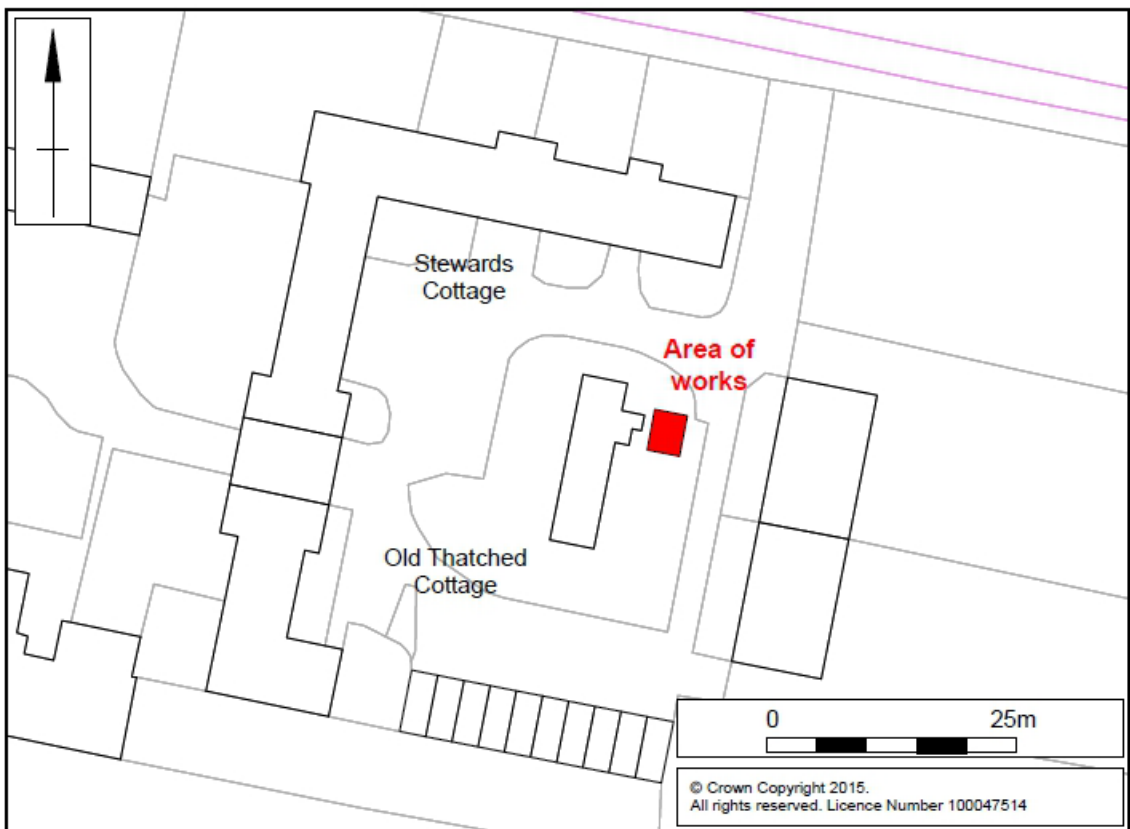 Stewards
Cottage
Area of
works
Old Thatched
Cottage
0 25m
© Crown Copyright 2015.
All rights reserved. Licence Number 100047514